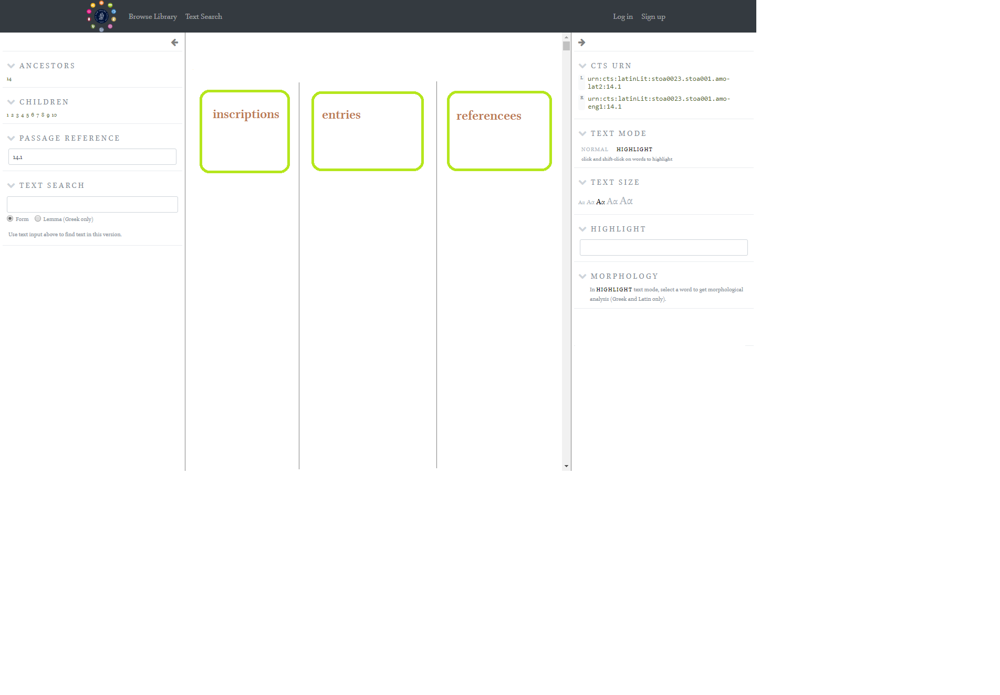 Browse Library Text Search Log in Sign up
ANCESTORS
14
CHILDREN
1 2 3 4 5 6 7 8 9 10
PASSAGE REFERENCE
14.1
TEXT SEARCH
Form Lemma (Greek only)
Use text input above to find text in this version.
inscriptions
entries
referencees
CTS URN
L urn:cts:latinLit:stoa0023.stoa001.amo-
lat2:14.1
R urn:cts:latinLit:stoa0023.stoa001.amo-
eng1:14.1
TEXT MODE
NORMAL HIGHLIGHT
click and shift-click on words to highlight
TEXT SIZE
Aα Aα Aα Aα Aα
HIGHLIGHT
MORPHOLOGY
In HIGHLIGHT text mode, select a word to get morphological
analysis (Greek and Latin only).